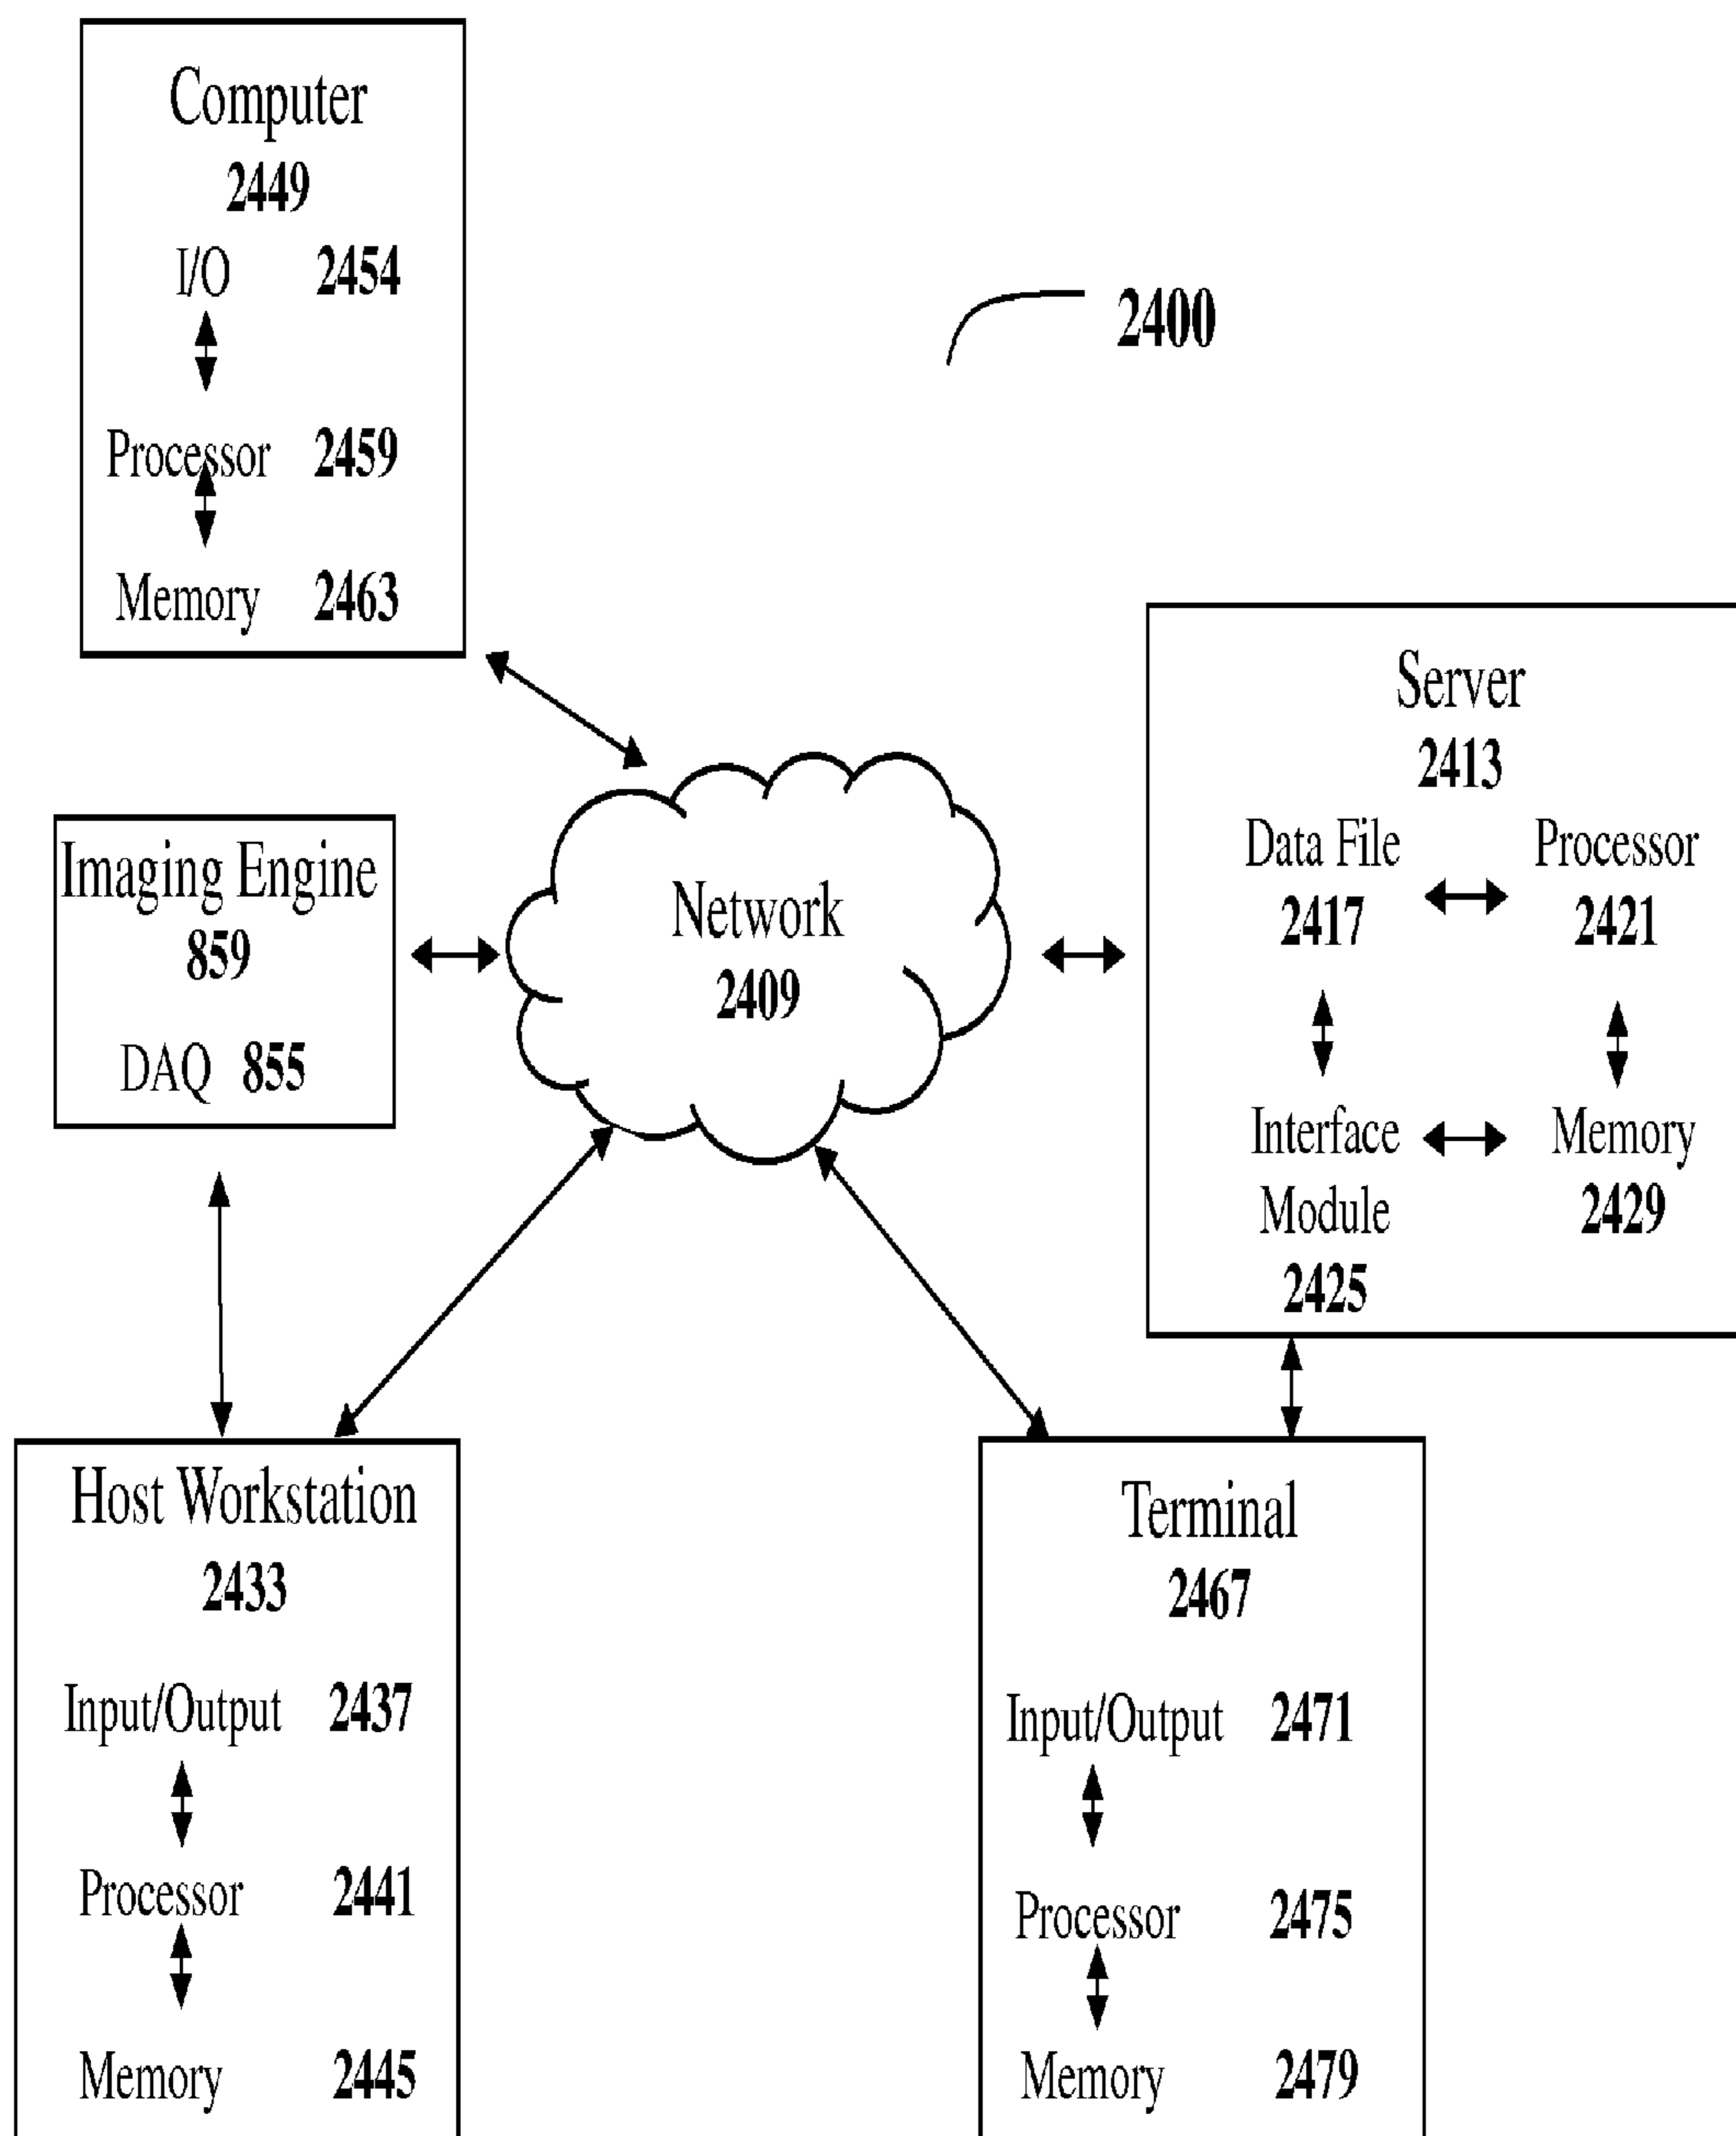 Computer
2449
I/O 2454
Processor 2459
Memory 2463
2400
Server
2413
Data File Processor
2417 2421
Interface Memory
Module 2429
2425
Imaging Engine
859
DAQ 855
Network
2409
Host Workstation
2433
Input/Output 2437
Processor 2441
Memory 2445
Terminal
2467
Input/Output 2471
Processor 2475
Memory 2479